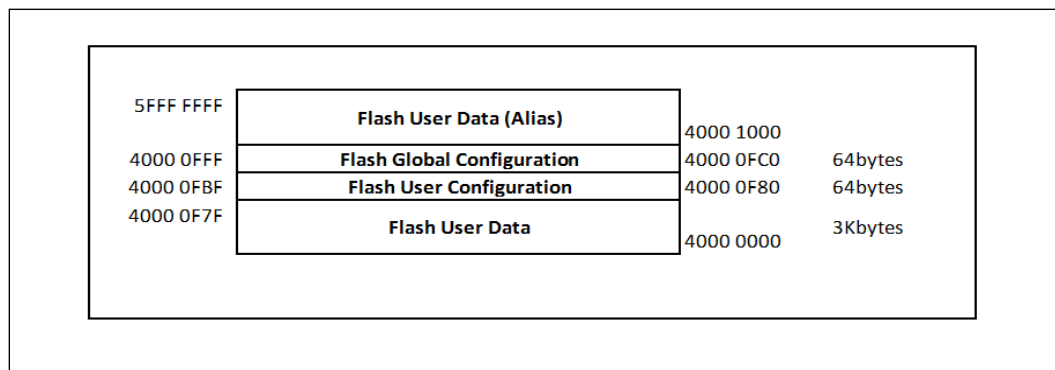 5FFF FFFF
Flash User Data (Alias)
4000 1000
4000 0FFF Flash Global Configuration 4000 0FC0 64bytes
4000 0FBF Flash User Configuration 4000 0F80 64bytes
4000 0F7F
Flash User Data 3Kbytes
4000 0000